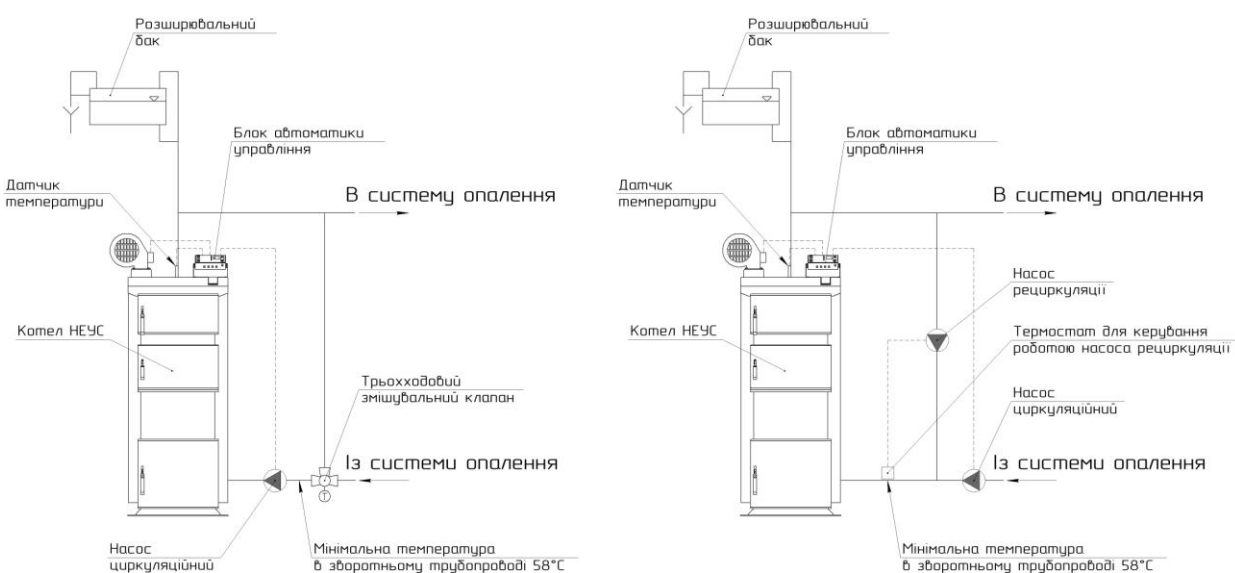 Розширювальний
бак
Блок автоматики
управління
Датчик
температури
В систему опалення
Котел НЕУС
Трьохходовий
змішувальний клапан
Із системи опалення
Т
Насос
циркуляційний
Мінімальна температура
в зворотньому трубопроводі 58°С
Розширювальний
бак
Блок автоматики
управління
Датчик
температури
В систему опалення
Насос
рециркуляції
Котел НЕУС
Термостат для керування
роботою насоса рециркуляції
Насос
циркуляційний
Із системи опалення
Мінімальна температура
в зворотньому трубопроводі 58°С